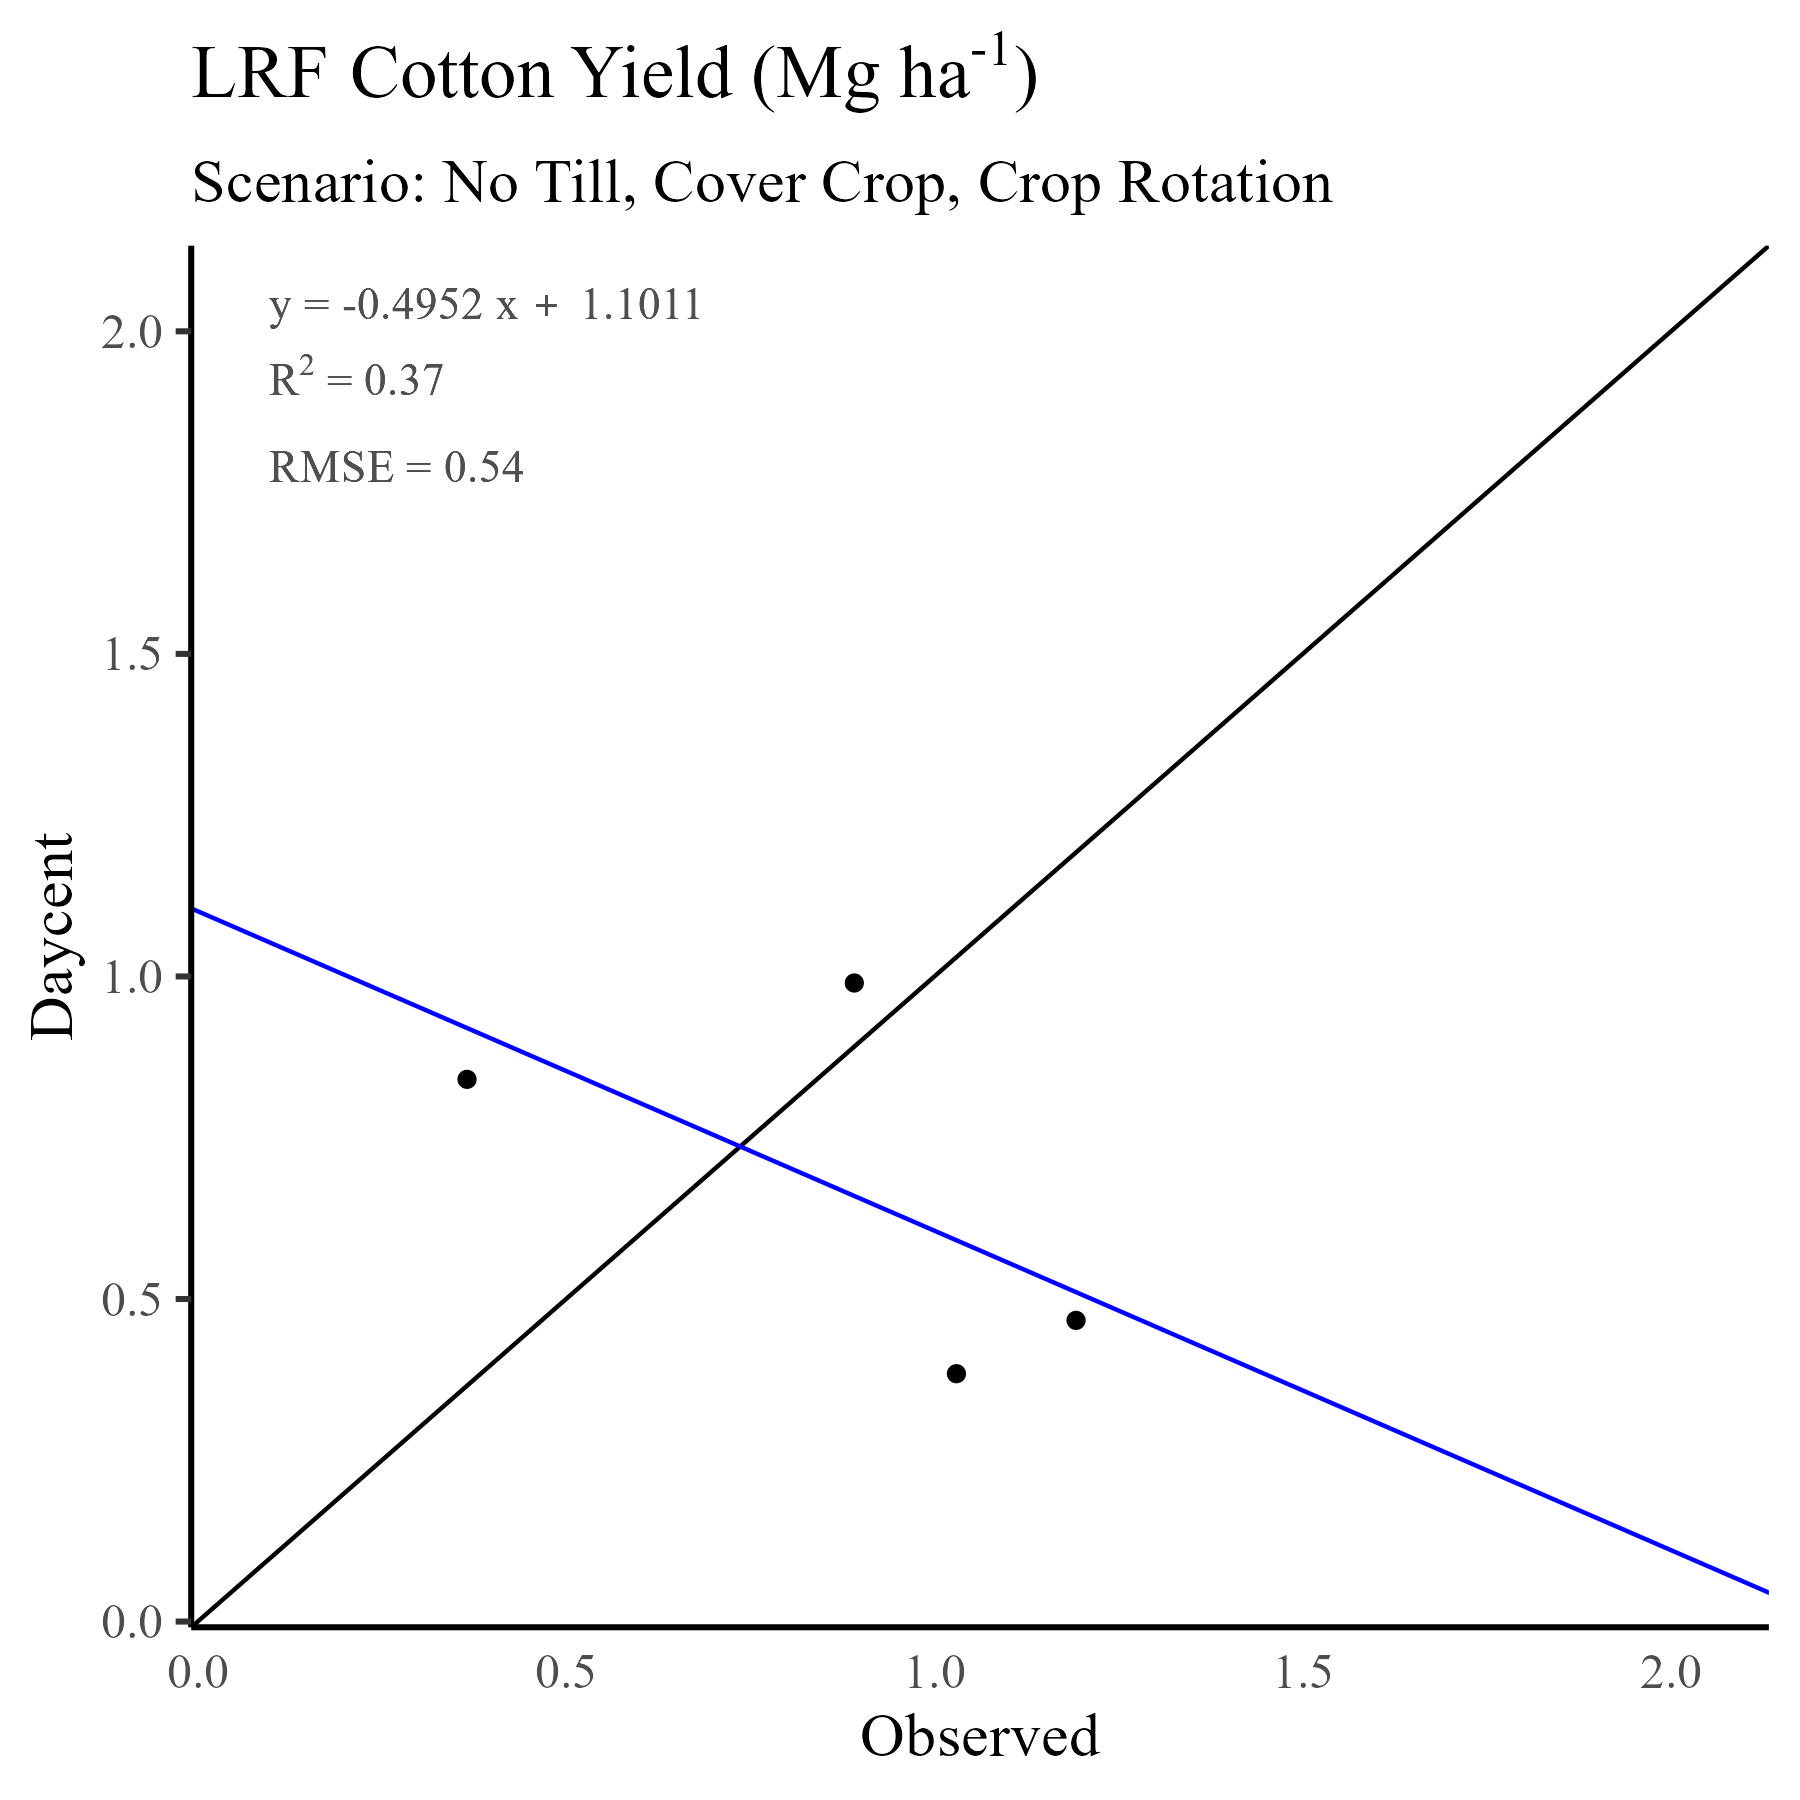 LRF Cotton Yield (Mg ha⁻¹)
Scenario: No Till, Cover Crop, Crop Rotation
y = -0.4952 x + 1.1011
R² = 0.37
RMSE = 0.54
2.0
1.5
1.0
0.5
0.0
Daycent
0.0 0.5 1.0 1.5 2.0
Observed